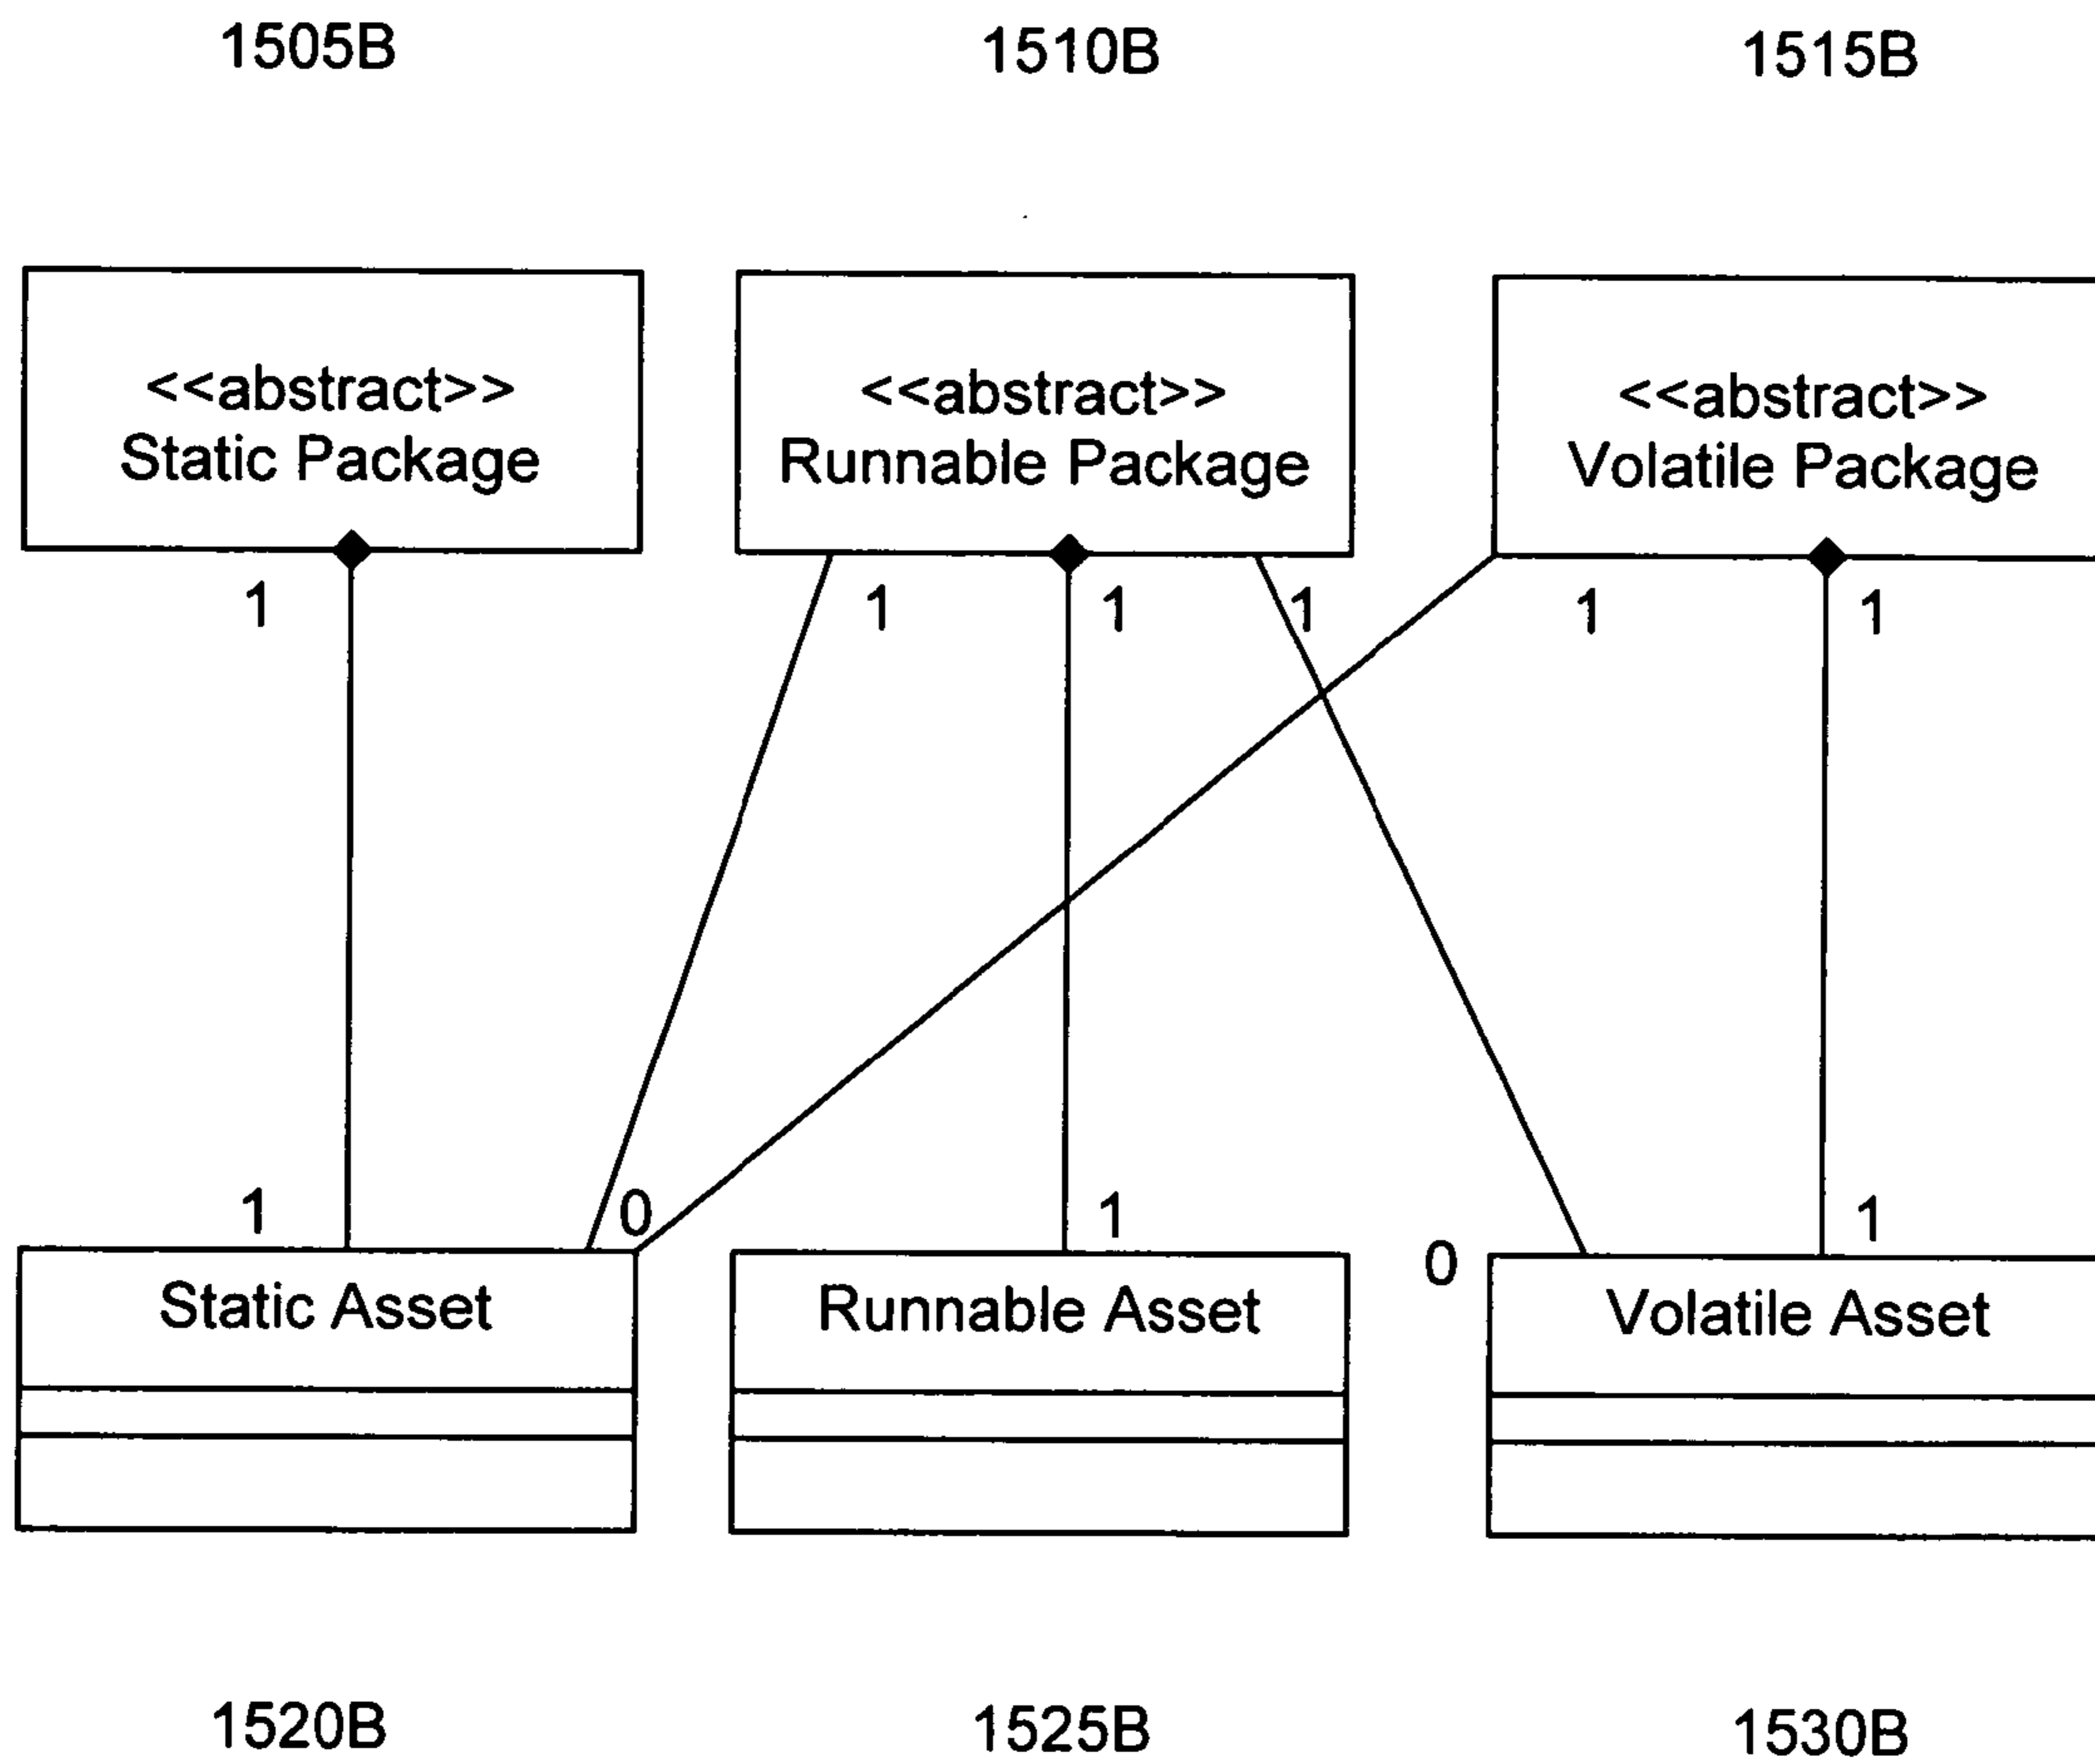 1505B 1510B 1515B
<<abstract>> <<abstract>> <<abstract>>
Static Package Runnable Package Volatile Package
1 1 1 1 1 1
1 0 1 0 1
Static Asset Runnable Asset Volatile Asset
1520B 1525B 1530B